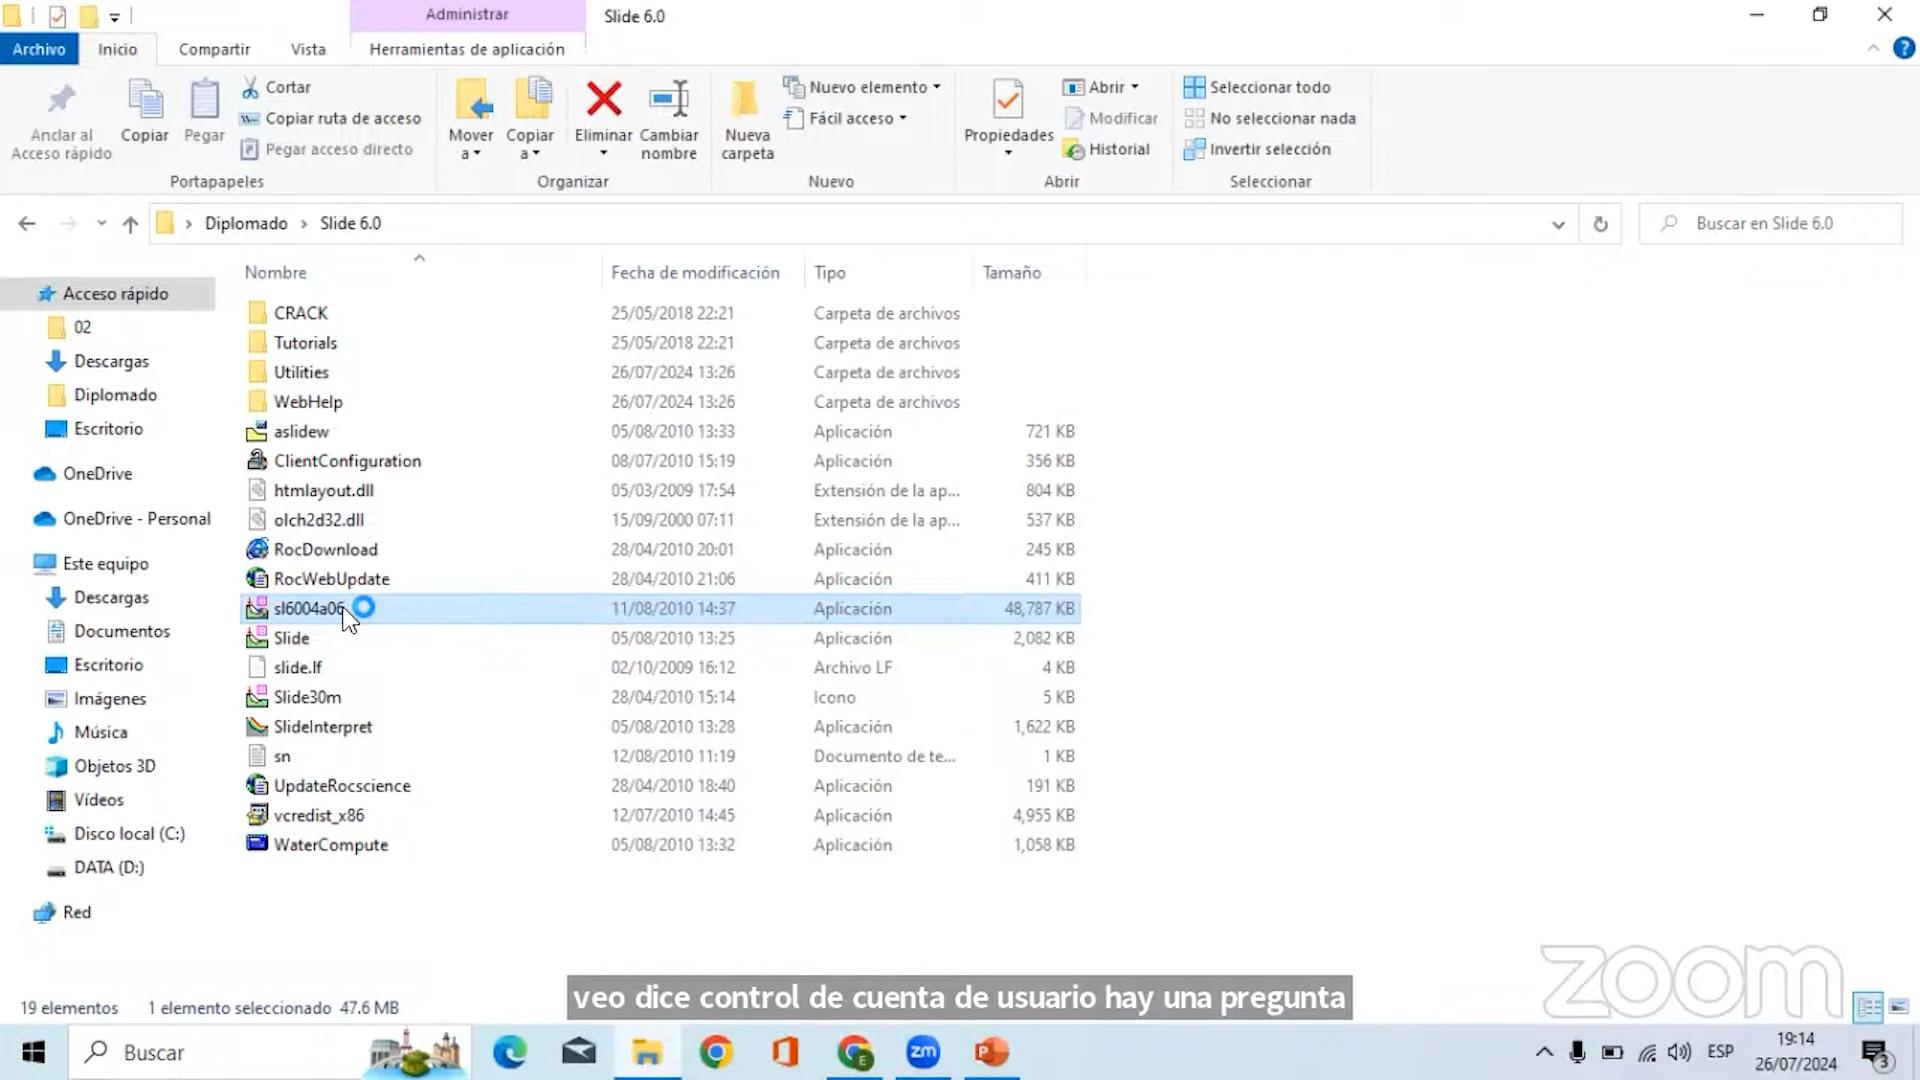 Administrar
Slide 6.0
Archivo
Inicio
Compartir
Vista
Herramientas de aplicación
Anclar al
Acceso rápido
Copiar
Pegar
Cortar
Copiar ruta de acceso
Pegar acceso directo
Mover
a
Copiar
a
Eliminar
Cambiar
nombre
Nueva
carpeta
Nuevo elemento
Fácil acceso
Propiedades
Abrir
Modificar
Historial
Seleccionar todo
No seleccionar nada
Invertir selección
Portapapeles
Organizar
Nuevo
Abrir
Seleccionar
Diplomado
Slide 6.0
Buscar en Slide 6.0
Nombre
Fecha de modificación
Tipo
Tamaño
Acceso rápido
02
Descargas
Diplomado
Escritorio
OneDrive
OneDrive - Personal
Este equipo
Descargas
Documentos
Escritorio
Imágenes
Música
Objetos 3D
Vídeos
Disco local (C:)
DATA (D:)
Red
CRACK 25/05/2018 22:21 Carpeta de archivos
Tutorials 25/05/2018 22:21 Carpeta de archivos
Utilities 26/07/2024 13:26 Carpeta de archivos
WebHelp 26/07/2024 13:26 Carpeta de archivos
aslidew 05/08/2010 13:33 Aplicación 721 KB
ClientConfiguration 08/07/2010 15:19 Aplicación 356 KB
htmlayout.dll 05/03/2009 17:54 Extensión de la ap... 804 KB
olch2d32.dll 15/09/2000 07:11 Extensión de la ap... 537 KB
RocDownload 28/04/2010 20:01 Aplicación 245 KB
RocWebUpdate 28/04/2010 21:06 Aplicación 411 KB
sl6004a06 11/08/2010 14:37 Aplicación 48,787 KB
Slide 05/08/2010 13:25 Aplicación 2,082 KB
slide.lf 02/10/2009 16:12 Archivo LF 4 KB
Slide30m 28/04/2010 15:14 Icono 5 KB
SlideInterpret 05/08/2010 13:28 Aplicación 1,622 KB
sn 12/08/2010 11:19 Documento de te... 1 KB
UpdateRocscience 28/04/2010 18:40 Aplicación 191 KB
vcredist_x86 12/07/2010 14:45 Aplicación 4,955 KB
WaterCompute 05/08/2010 13:32 Aplicación 1,058 KB
zoom
19 elementos
1 elemento seleccionado 47.6 MB
veo dice control de cuenta de usuario hay una pregunta
Buscar
E
zm
P
ESP
19:14
26/07/2024
3